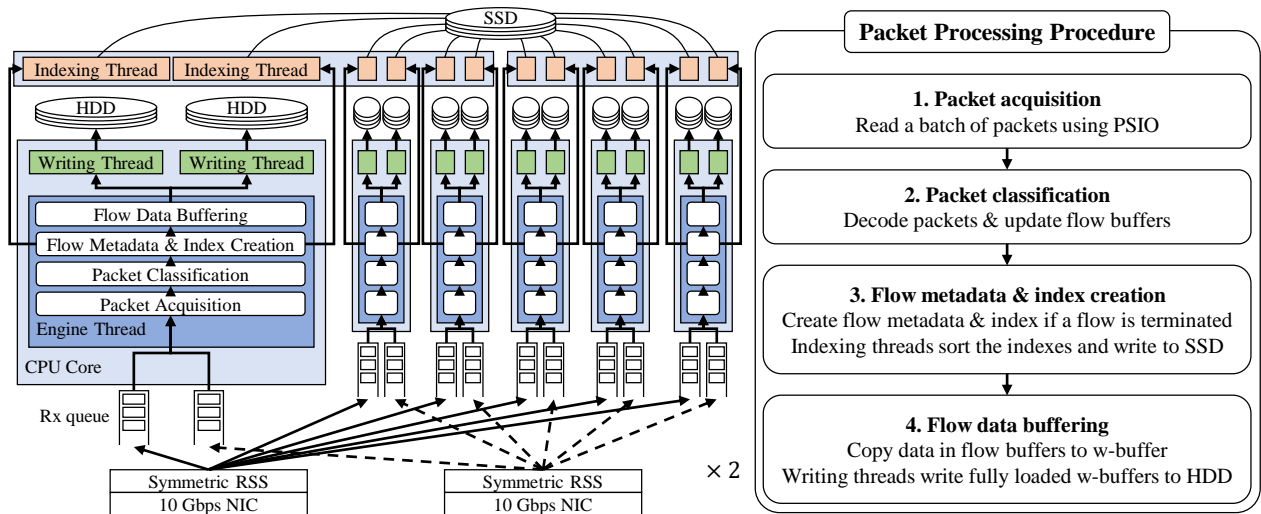 SSD
Indexing Thread
Indexing Thread
HDD
HDD
Writing Thread
Writing Thread
Flow Data Buffering
Flow Metadata & Index Creation
Packet Classification
Packet Acquisition
Engine Thread
CPU Core
Rx queue
Symmetric RSS
10 Gbps NIC
Symmetric RSS
10 Gbps NIC
× 2
Packet Processing Procedure
1. Packet acquisition
Read a batch of packets using PSIO
2. Packet classification
Decode packets & update flow buffers
3. Flow metadata & index creation
Create flow metadata & index if a flow is terminated
Indexing threads sort the indexes and write to SSD
4. Flow data buffering
Copy data in flow buffers to w-buffer
Writing threads write fully loaded w-buffers to HDD